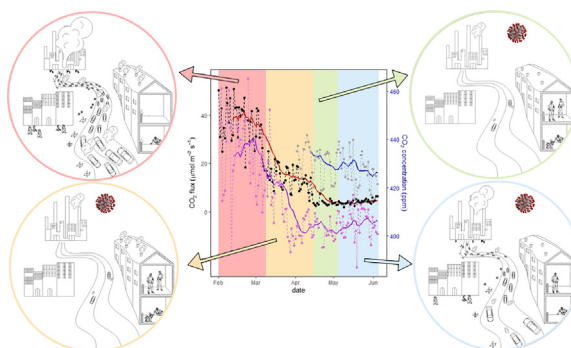 460
40
440
20
420
0
400
CO₂ flux (μmol m⁻² s⁻¹)
CO₂ concentration (ppm)
Feb Mar Apr May Jun
date